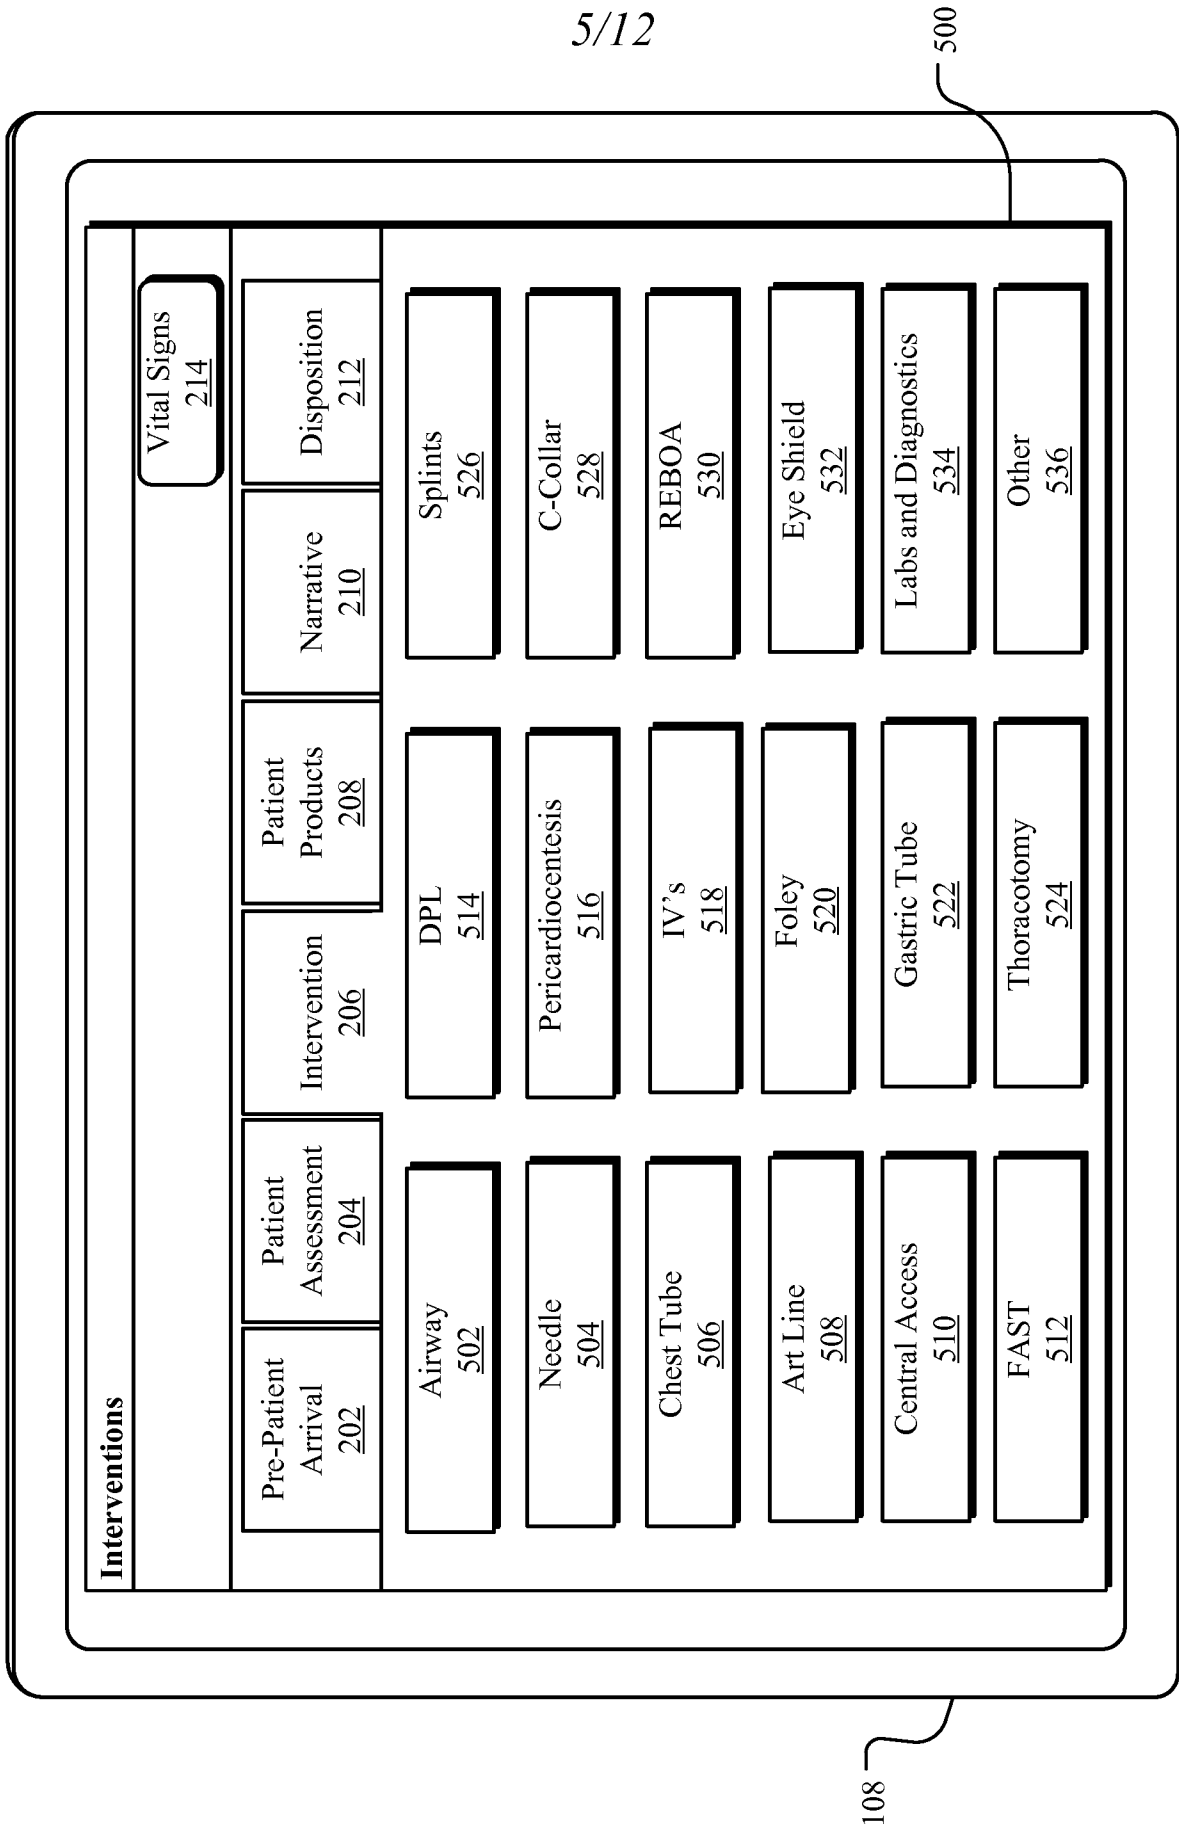 5/12
Interventions
Vital Signs
214
Pre-Patient
Arrival
202
Patient
Assessment
204
Intervention
206
Patient
Products
208
Narrative
210
Disposition
212
Airway
502
DPL
514
Splints
526
Needle
504
Pericardiocentesis
516
C-Collar
528
Chest Tube
506
IV's
518
REBOA
530
Art Line
508
Foley
520
Eye Shield
532
Central Access
510
Gastric Tube
522
Labs and Diagnostics
534
FAST
512
Thoracotomy
524
Other
536
108
500